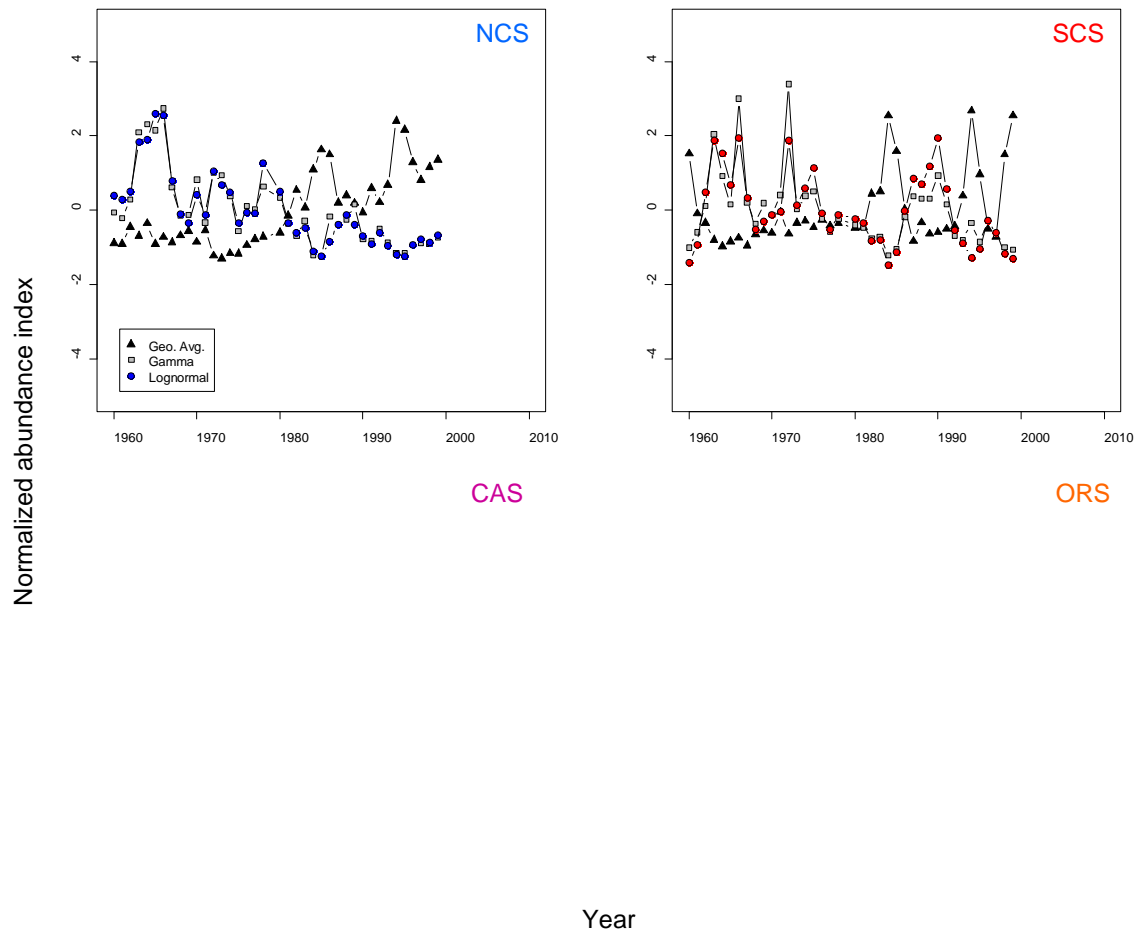 NCS
SCS
4
2
0
-2
-4
Geo. Avg.
Gamma
Lognormal
1960 1970 1980 1990 2000 2010
4
2
0
-2
-4
1960 1970 1980 1990 2000 2010
CAS
ORS
Normalized abundance index
Year